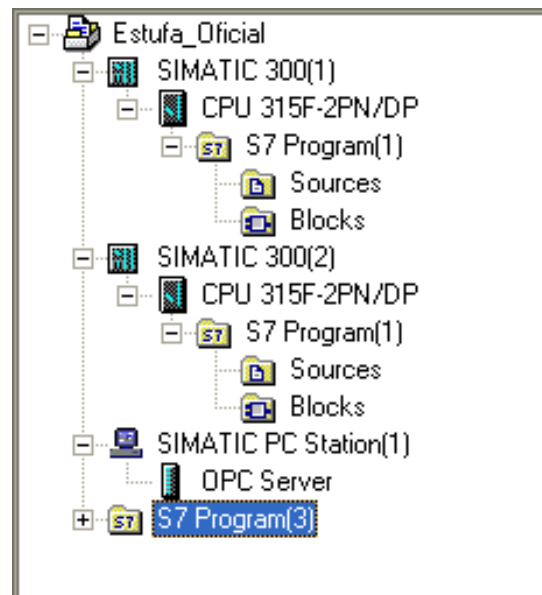 Estufa_Oficial
SIMATIC 300(1)
CPU 315F-2PN/DP
S7 Program(1)
Sources
Blocks
SIMATIC 300(2)
CPU 315F-2PN/DP
S7 Program(1)
Sources
Blocks
SIMATIC PC Station(1)
OPC Server
S7 Program(3)